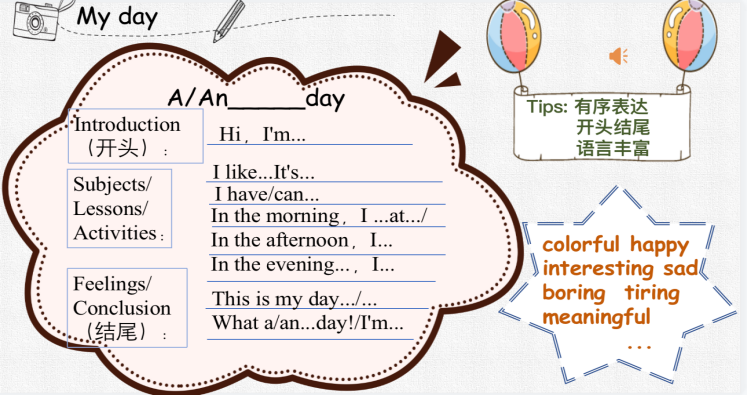 My day
A/An______day
Introduction
（开头）:
Hi, I'm...
Subjects/
Lessons/
Activities:
I like...It's...
I have/can...
In the morning, I ...at.../
In the afternoon, I...
In the evening..., I...
Feelings/
Conclusion
（结尾）:
This is my day.../...
What a/an...day!/I'm...
Tips: 有序表达
开头结尾
语言丰富
colorful happy
interesting sad
boring tiring
meaningful
...